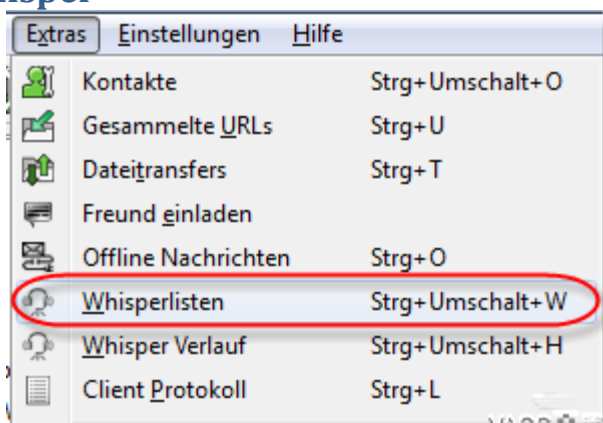 Extras Einstellungen Hilfe
Kontakte Strg+Umschalt+O
Gesammelte URLs Strg+U
Dateitransfers Strg+T
Freund einladen
Offline Nachrichten Strg+O
Whisperlisten Strg+Umschalt+W
Whisper Verlauf Strg+Umschalt+H
Client Protokoll Strg+L